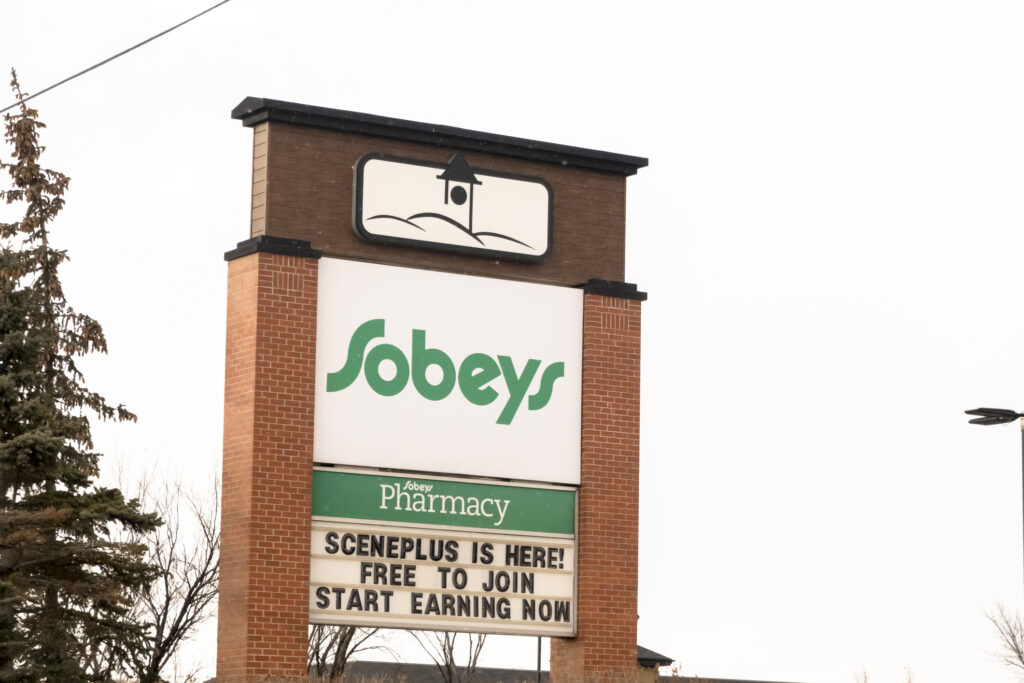 Sobeys
Sobeys
Pharmacy
SCENEPLUS IS HERE!
FREE TO JOIN
START EARNING NOW